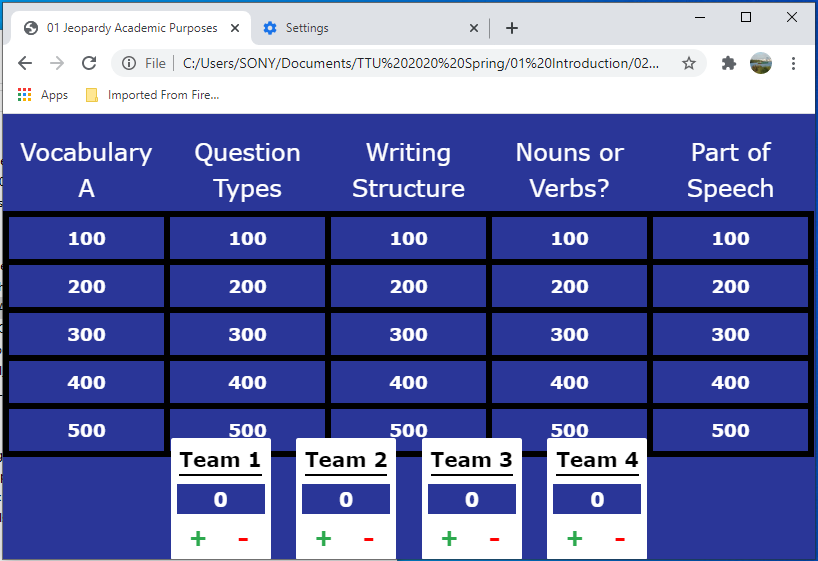 01 Jeopardy Academic Purposes
Settings
File
C:/Users/SONY/Documents/TTU%202020%20Spring/01%20Introduction/02...
Apps
Imported From Fire...
Vocabulary Question Writing Nouns or Part of
A Types Structure Verbs? Speech
100 100 100 100 100
200 200 200 200 200
300 300 300 300 300
400 400 400 400 400
500 500 500 500 500
Team 1 Team 2 Team 3 Team 4
0 0 0 0
+ - + - + - + -